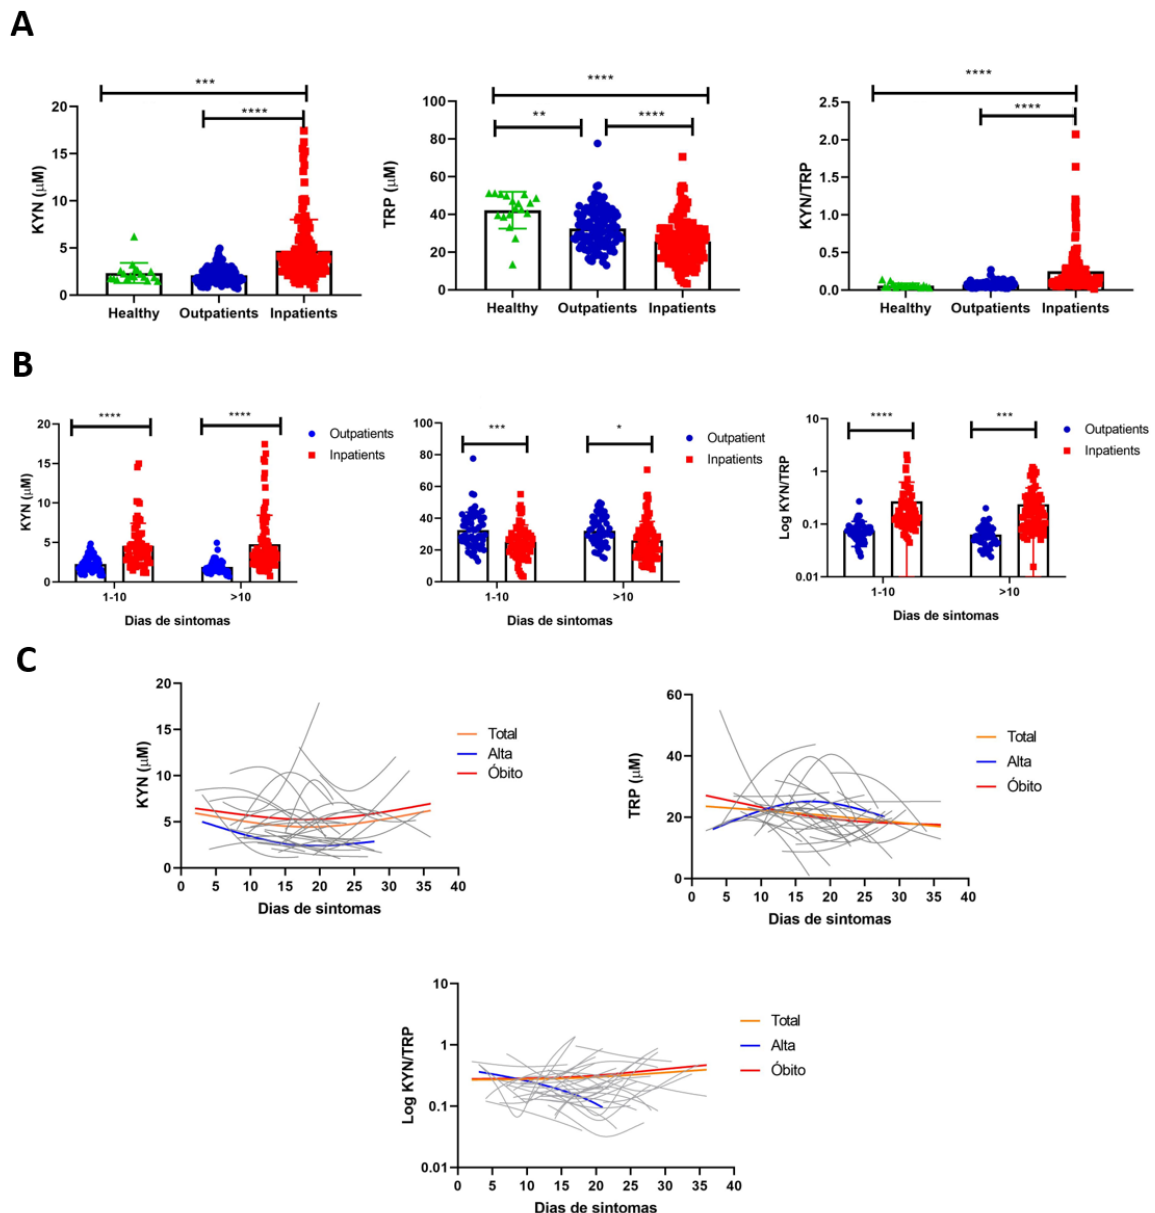 A
***
****
20
15
10
5
0
KYN (μM)
Healthy
Outpatients
Inpatients
****
**
****
100
80
60
40
20
0
TRP (μM)
Healthy
Outpatients
Inpatients
****
****
2.5
2.0
1.5
1.0
0.5
0.0
KYN/TRP
Healthy
Outpatients
Inpatients
B
****
****
20
15
10
5
0
KYN (μM)
1-10
>10
Dias de sintomas
Outpatients
Inpatients
***
*
100
80
60
40
20
0
TRP (μM)
1-10
>10
Dias de sintomas
Outpatient
Inpatients
****
***
10
1
0.1
0.01
Log KYN/TRP
1-10
>10
Dias de sintomas
Outpatients
Inpatients
C
20
15
10
5
0
KYN (μM)
0 5 10 15 20 25 30 35 40
Dias de sintomas
Total
Alta
Óbito
60
40
20
0
TRP (μM)
0 5 10 15 20 25 30 35 40
Dias de sintomas
Total
Alta
Óbito
10
1
0.1
0.01
Log KYN/TRP
0 5 10 15 20 25 30 35 40
Dias de sintomas
Total
Alta
Óbito